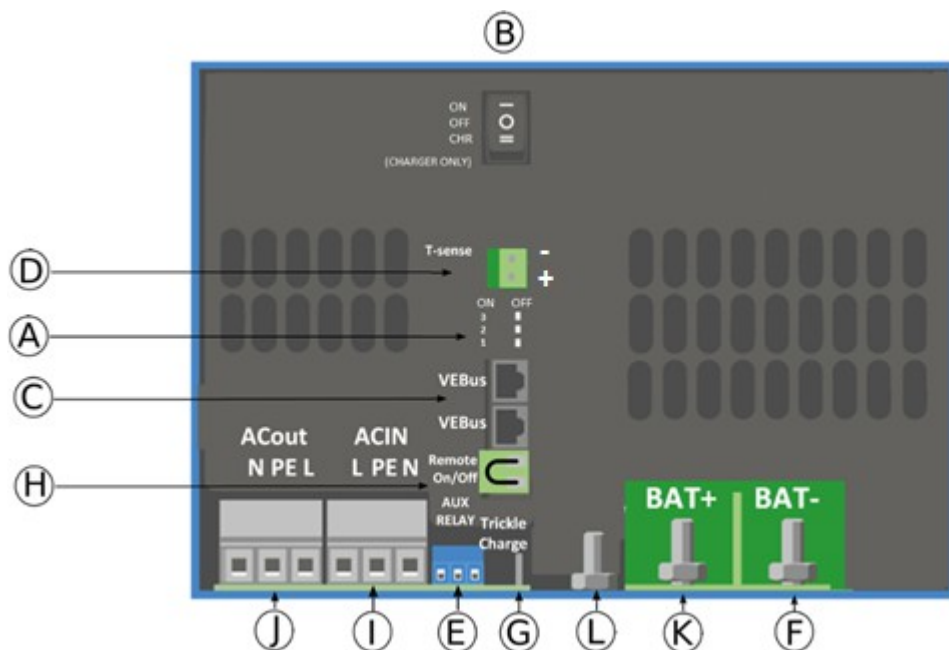 B
ON
OFF
CHR
(CHARGER ONLY)
T-sense
-
+
D
ON OFF
3
2
1
A
VEBus
C
VEBus
ACout ACIN
N PE L L PE N
Remote
On/Off
H
AUX
RELAY
Trickle
Charge
BAT+ BAT-
J I E G L K F